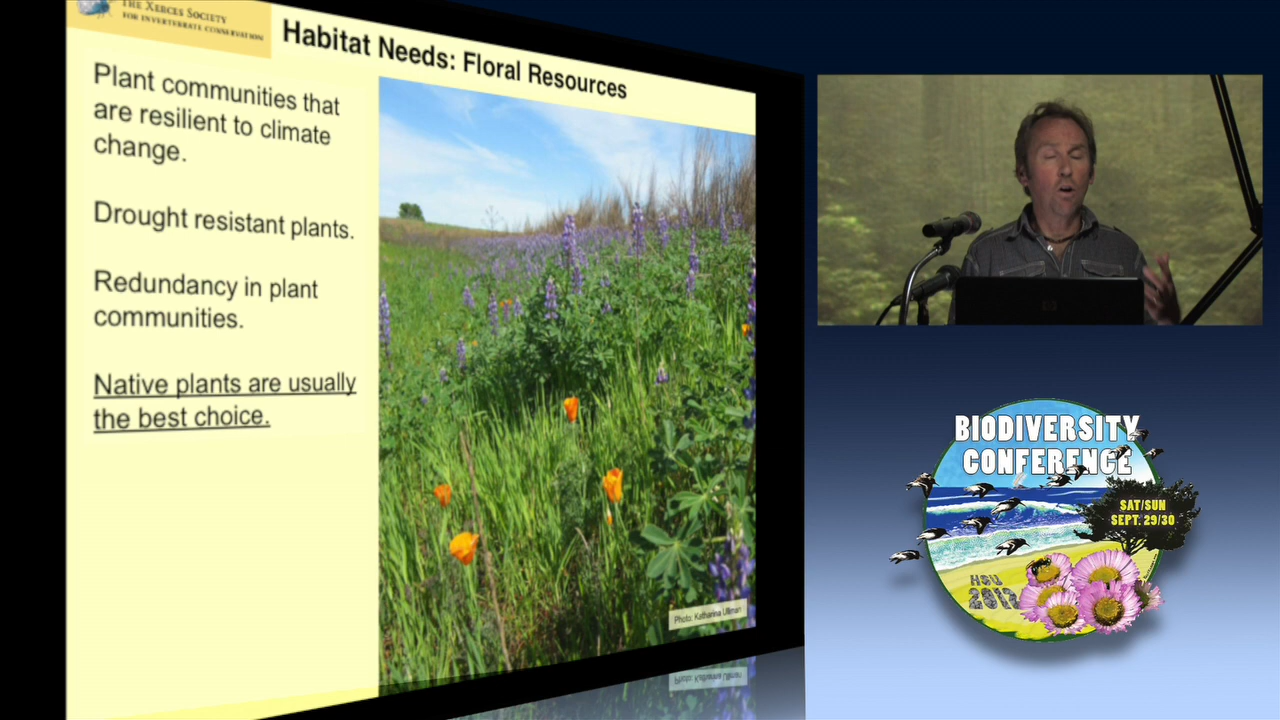 THE XERCES SOCIETY
FOR INVERTEBRATE CONSERVATION
Habitat Needs: Floral Resources
Plant communities that
are resilient to climate
change.
Drought resistant plants.
Redundancy in plant
communities.
Native plants are usually
the best choice.
Photo: Katharina Ullman
BIODIVERSITY
CONFERENCE
SAT/SUN
SEPT. 29/30
HSU
2012